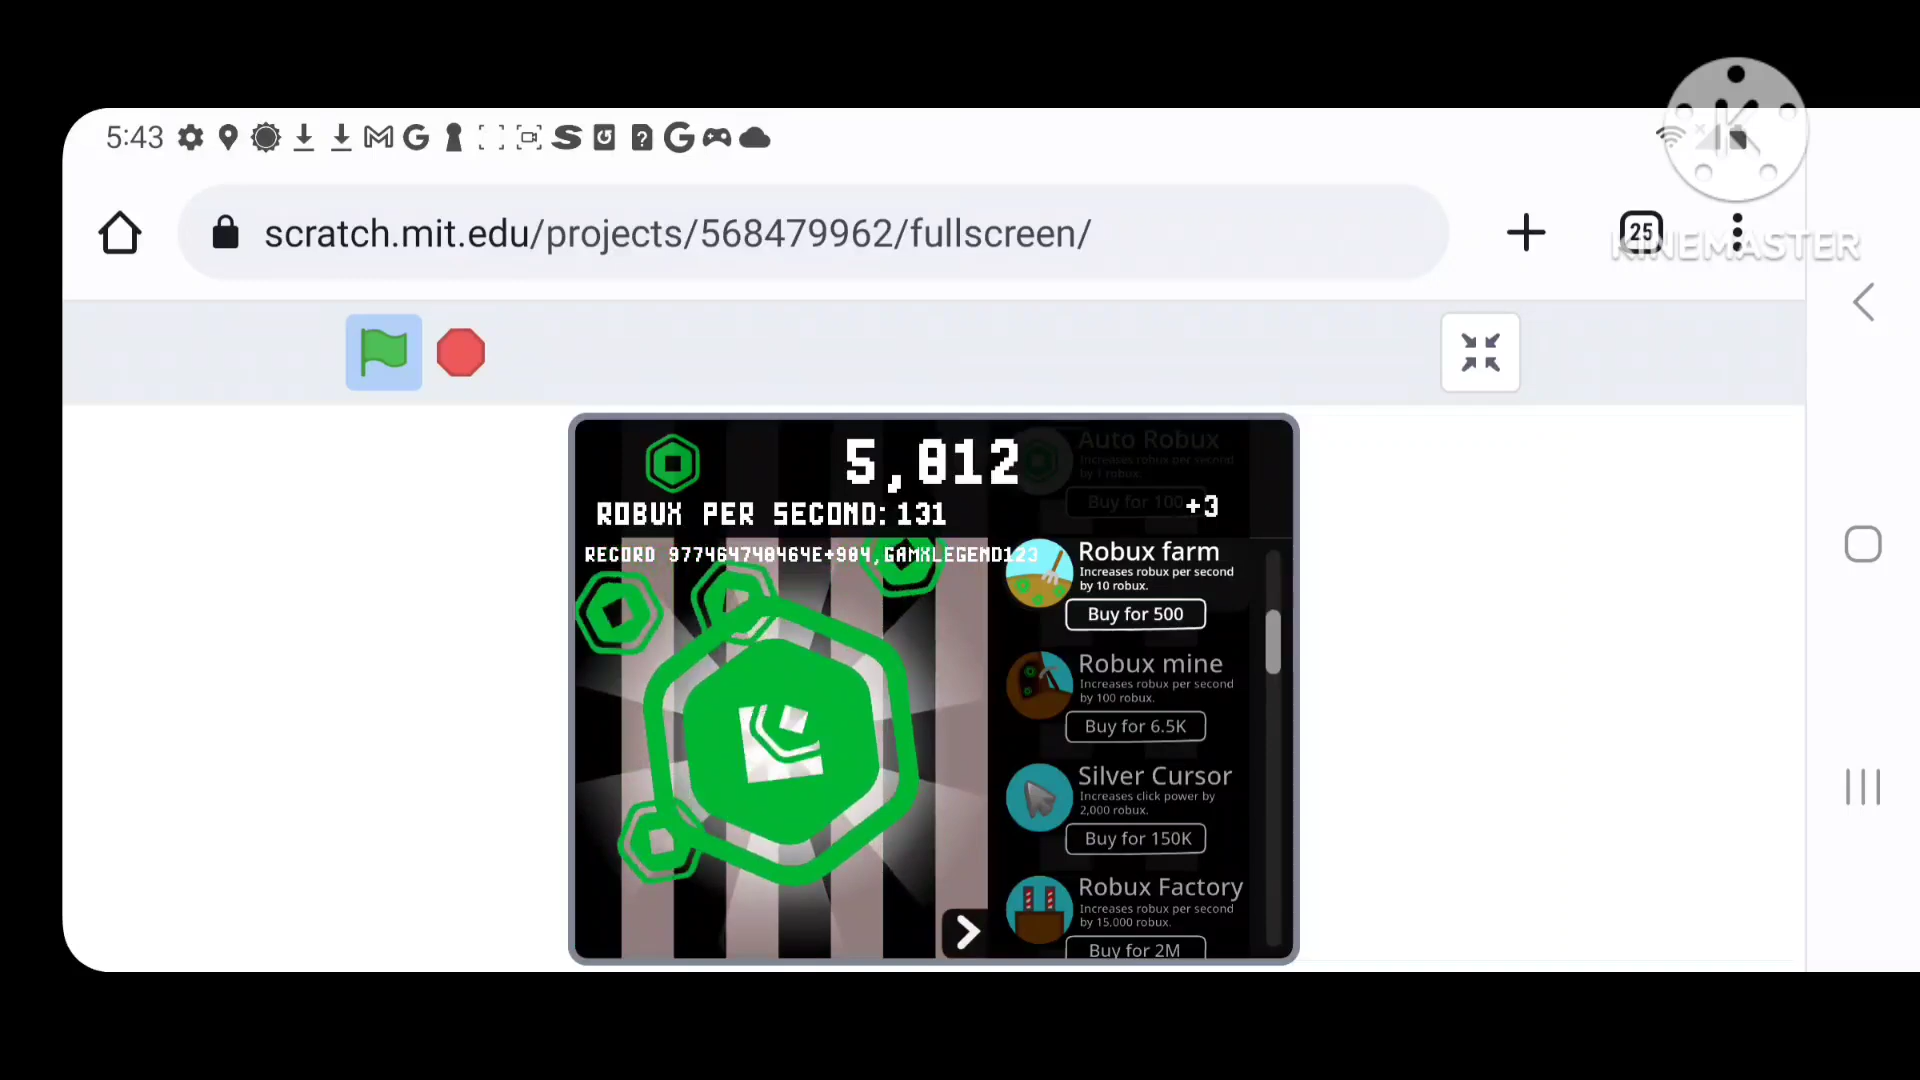 5:43
scratch.mit.edu/projects/568479962/fullscreen/
25
KINEMASTER
5,812
Auto Robux
Increases robux per second
by 1 robux.
Buy for 100
+3
ROBUX PER SECOND: 131
RECORD 977464740464E+904,GAMXLEGEND123
Robux farm
Increases robux per second
by 10 robux.
Buy for 500
Robux mine
Increases robux per second
by 100 robux.
Buy for 6.5K
Silver Cursor
Increases click power by
2,000 robux.
Buy for 150K
Robux Factory
Increases robux per second
by 15.000 robux.
Buy for 2M